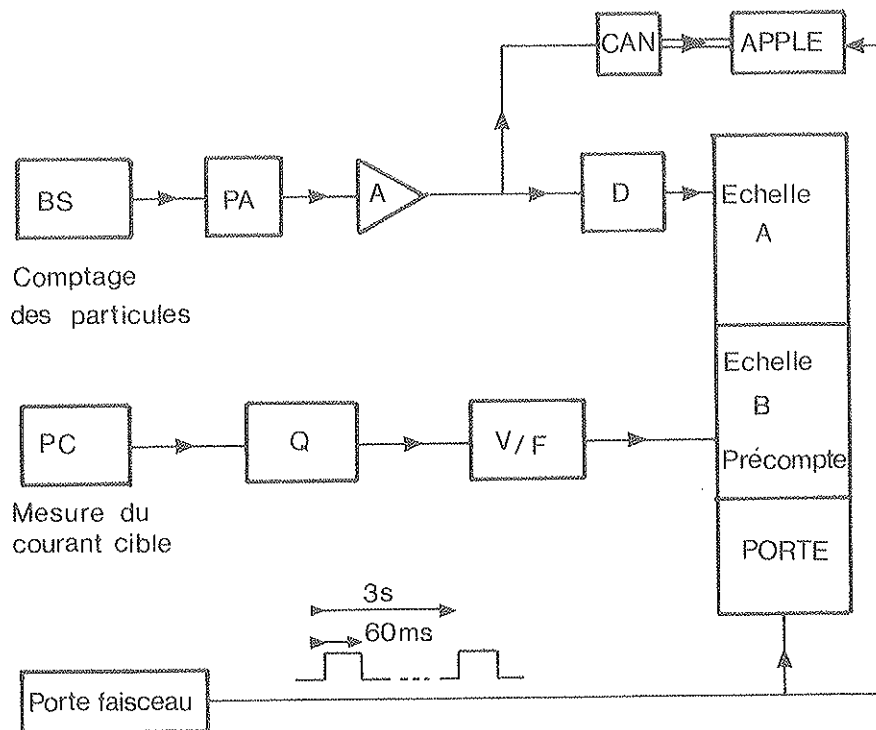 CAN
APPLE
BS
PA
A
D
Echelle
A
Comptage
des particules
Echelle
B
Précompte
PC
Q
V/F
Mesure du
courant cible
PORTE
3s
60ms
Porte faisceau